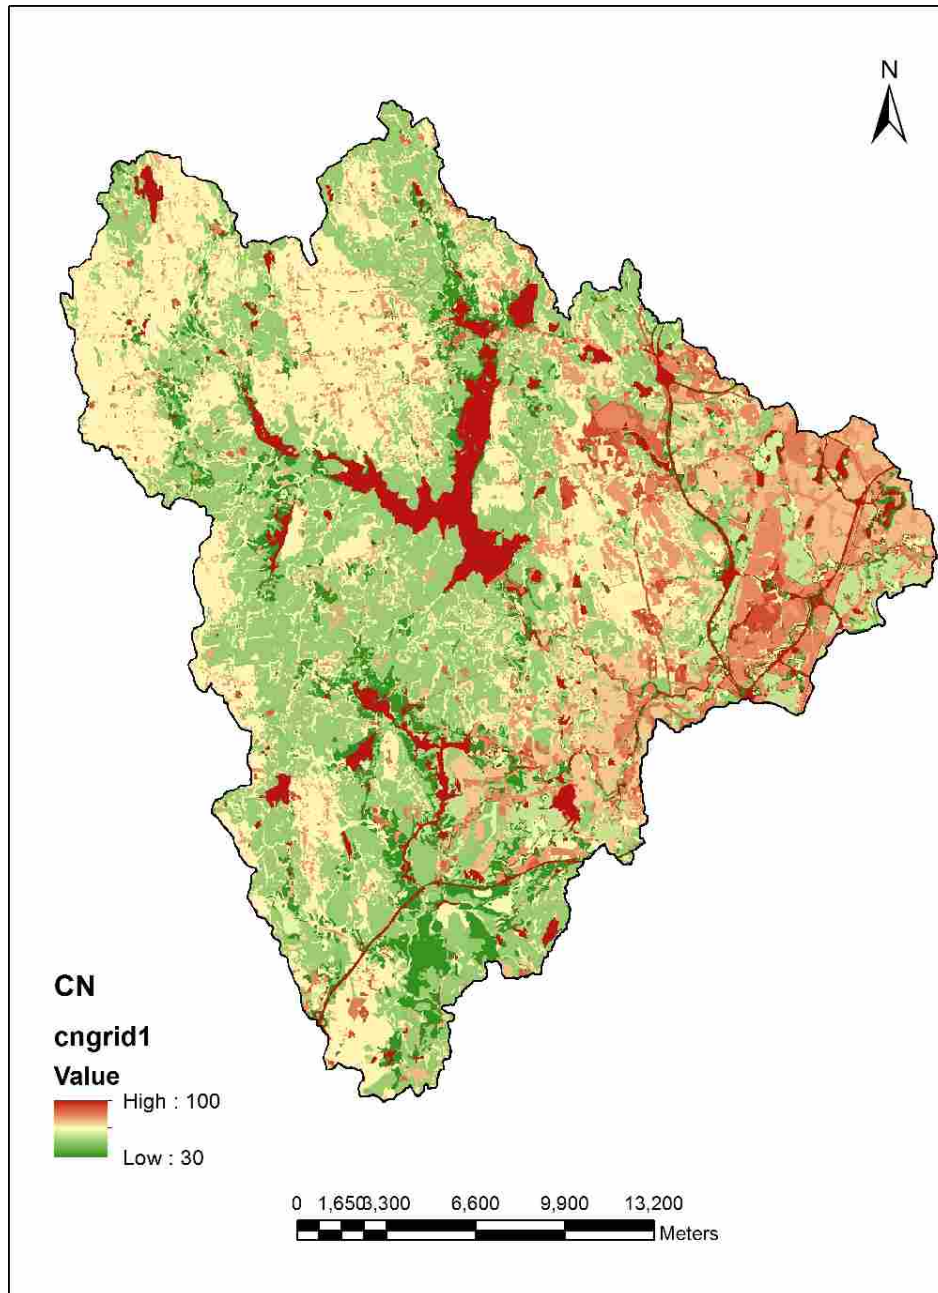 N
CN
cngrid1
Value
High : 100
Low : 30
0 1,650 3,300 6,600 9,900 13,200
Meters